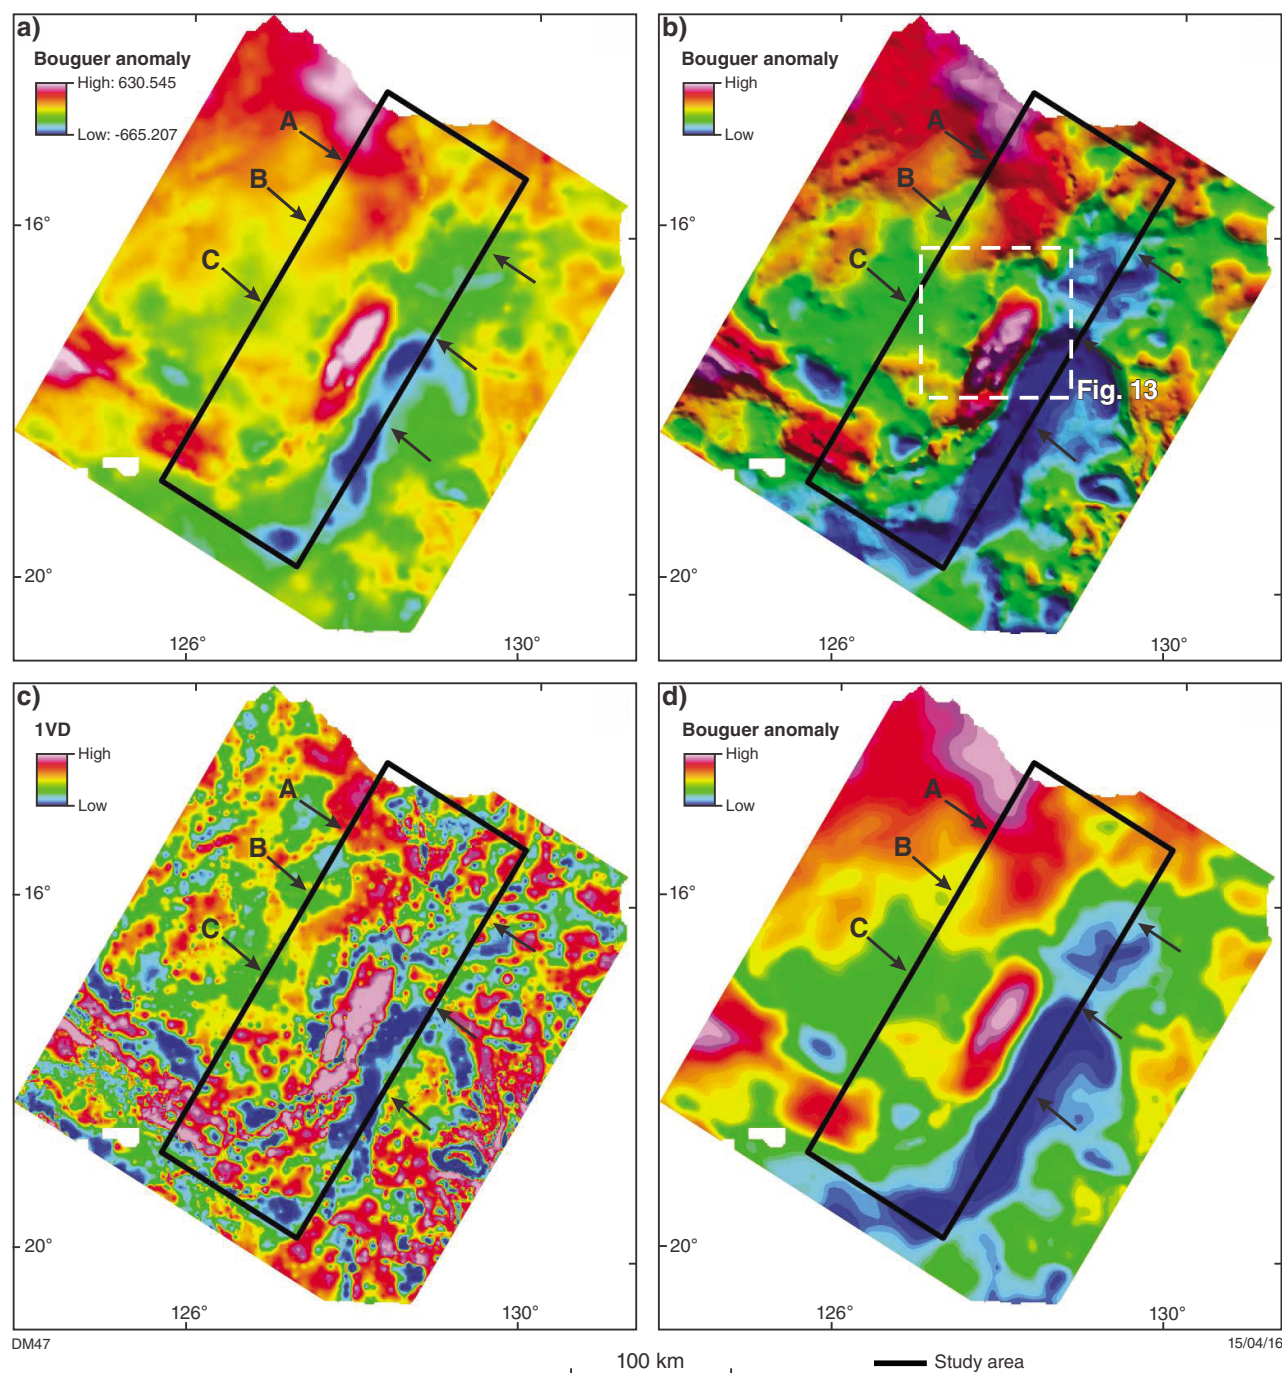 a)
Bouguer anomaly
High: 630.545
Low: -665.207
A
B
C
16°
20°
126°
130°
b)
Bouguer anomaly
High
Low
A
B
C
Fig. 13
16°
20°
126°
130°
c)
1VD
High
Low
A
B
C
16°
20°
126°
130°
d)
Bouguer anomaly
High
Low
A
B
C
16°
20°
126°
130°
DM47
15/04/16
100 km
Study area